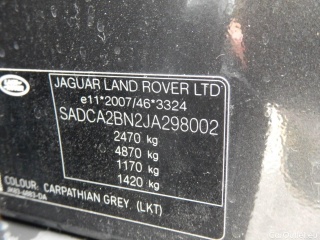 JAGUAR LAND ROVER LTD
e11*2007/46*3324
SADCA2BN2JA298002
2470 kg
4870 kg
1170 kg
1420 kg
COLOUR: CARPATHIAN GREY. (LKT)